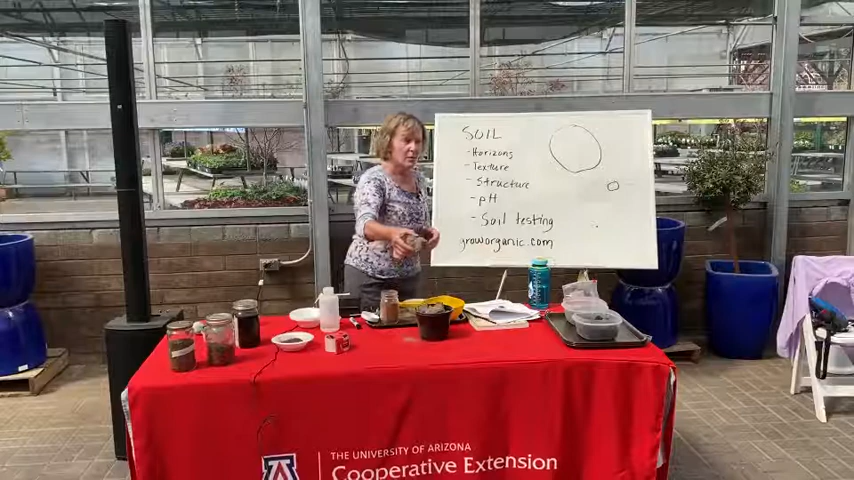 SOIL
• Horizons
• Texture
• Structure
• pH
• Soil testing
groworganic.com
A
THE UNIVERSITY OF ARIZONA
Cooperative Extension